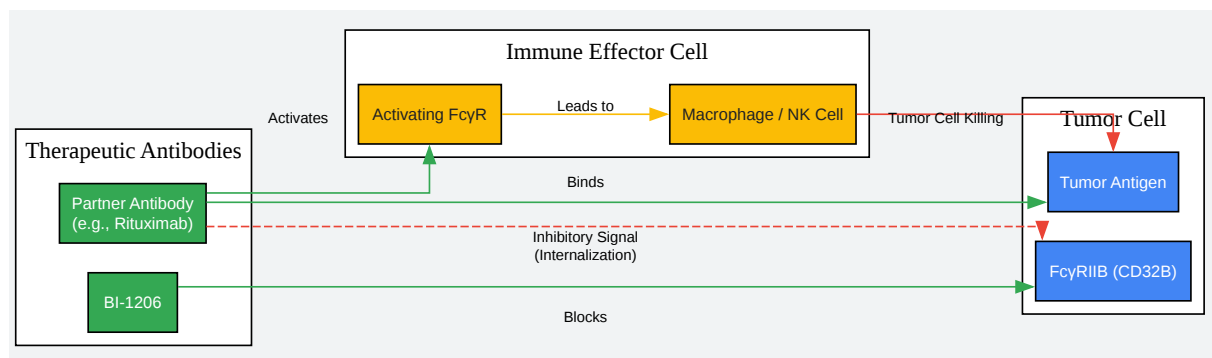 Immune Effector Cell
Activating FcγR
Leads to
Macrophage / NK Cell
Activates
Tumor Cell Killing
Tumor Cell
Therapeutic Antibodies
Partner Antibody
(e.g., Rituximab)
Binds
Tumor Antigen
Inhibitory Signal
(Internalization)
FcγRIIB (CD32B)
BI-1206
Blocks